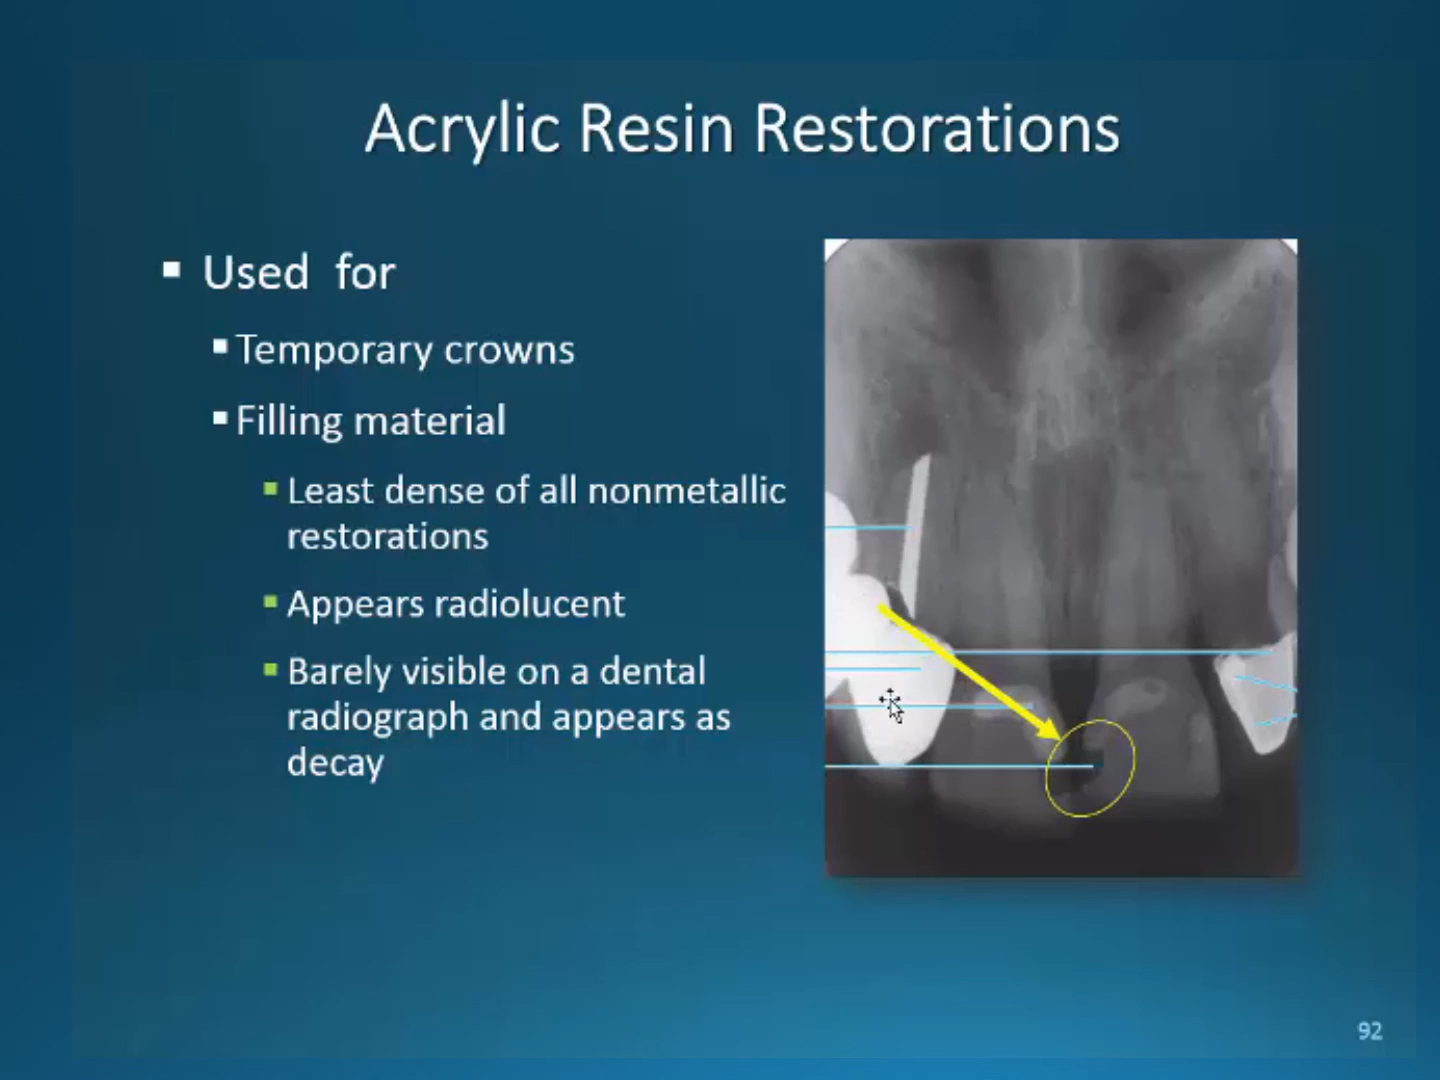 Acrylic Resin Restorations
Used for
Temporary crowns
Filling material
Least dense of all nonmetallic
restorations
Appears radiolucent
Barely visible on a dental
radiograph and appears as
decay
92